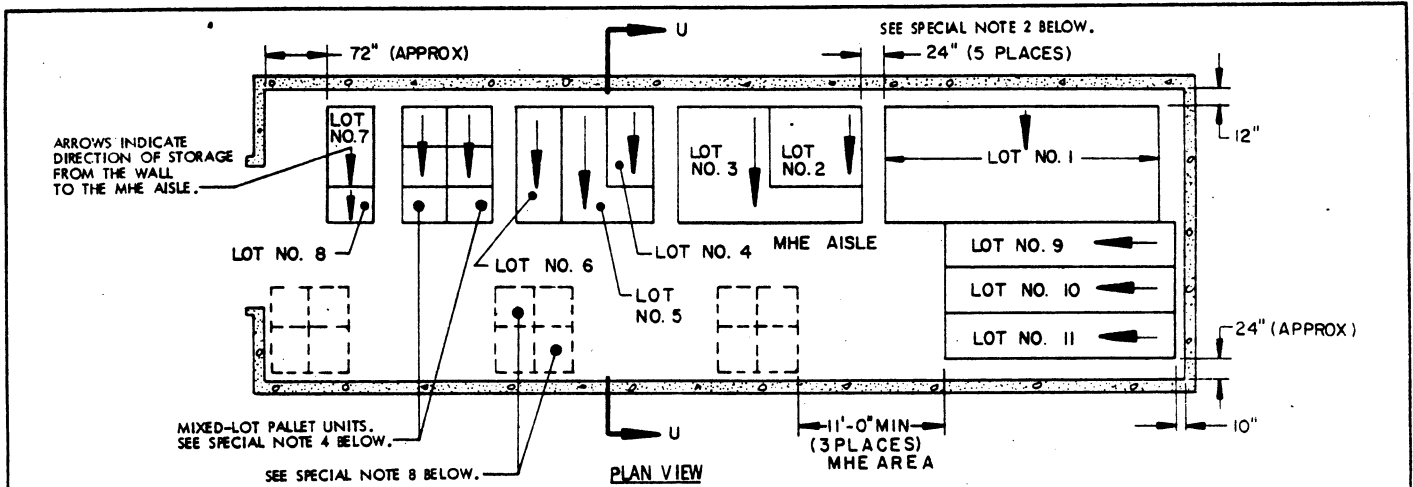 U
SEE SPECIAL NOTE 2 BELOW.
72" (APPROX)
24" (5 PLACES)
12"
ARROWS INDICATE
DIRECTION OF STORAGE
FROM THE WALL
TO THE MHE AISLE.
LOT
NO.7
LOT
NO. 3
LOT
NO.2
LOT NO. 1
LOT NO. 8
LOT NO. 6
LOT NO. 4
LOT
NO. 5
MHE AISLE
LOT NO. 9
LOT NO. 10
LOT NO. 11
24" (APPROX)
10"
MIXED-LOT PALLET UNITS.
SEE SPECIAL NOTE 4 BELOW.
SEE SPECIAL NOTE 8 BELOW.
U
PLAN VIEW
11'-0" MIN
(3 PLACES)
MHE AREA